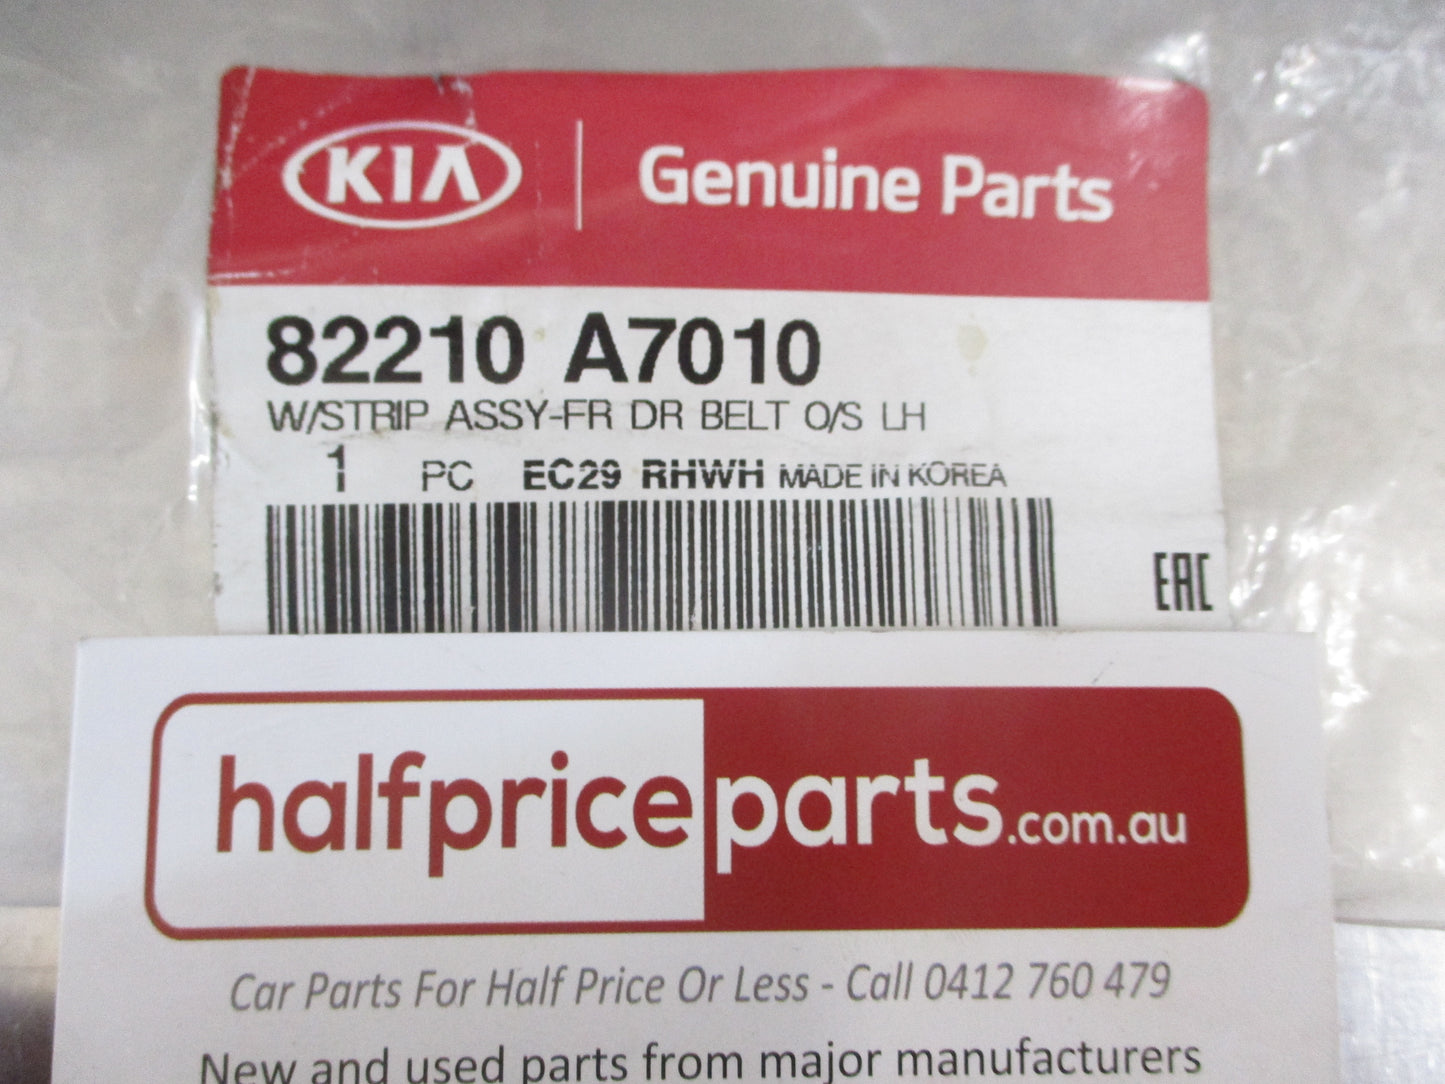 KIA Genuine Parts
82210 A7010
W/STRIP ASSY-FR DR BELT O/S LH
1 PC EC29 RHWH MADE IN KOREA
EAC
halfpriceparts.com.au
Car Parts For Half Price Or Less - Call 0412 760 479
New and used parts from major manufacturers